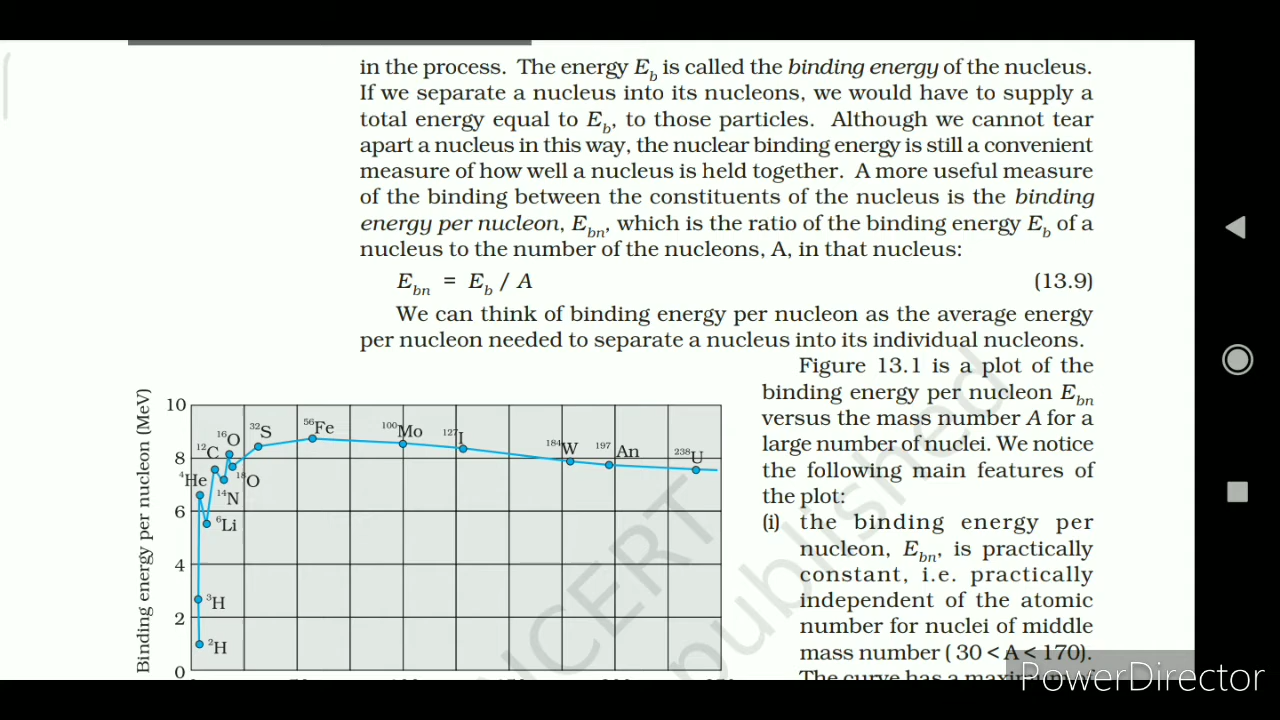 in the process. The energy E_b is called the binding energy of the nucleus.
If we separate a nucleus into its nucleons, we would have to supply a
total energy equal to E_b, to those particles. Although we cannot tear
apart a nucleus in this way, the nuclear binding energy is still a convenient
measure of how well a nucleus is held together. A more useful measure
of the binding between the constituents of the nucleus is the binding
energy per nucleon, E_bn, which is the ratio of the binding energy E_b of a
nucleus to the number of the nucleons, A, in that nucleus:
E_bn = E_b / A (13.9)
We can think of binding energy per nucleon as the average energy
per nucleon needed to separate a nucleus into its individual nucleons.
Figure 13.1 is a plot of the
binding energy per nucleon E_bn
versus the mass number A for a
large number of nuclei. We notice
the following main features of
the plot:
(i) the binding energy per
nucleon, E_bn, is practically
constant, i.e. practically
independent of the atomic
number for nuclei of middle
mass number ( 30 < A < 170).
The curve has a maxim
Binding energy per nucleon (MeV)
10
8
6
4
2
0
²H
³H
⁴He
⁶Li
¹²C
¹⁴N
¹⁶O
¹⁸O
³²S
⁵⁶Fe
¹⁰⁰Mo
¹²⁷I
¹⁸⁴W
¹⁹⁷An
²³⁸U
NCERT
published
PowerDirector